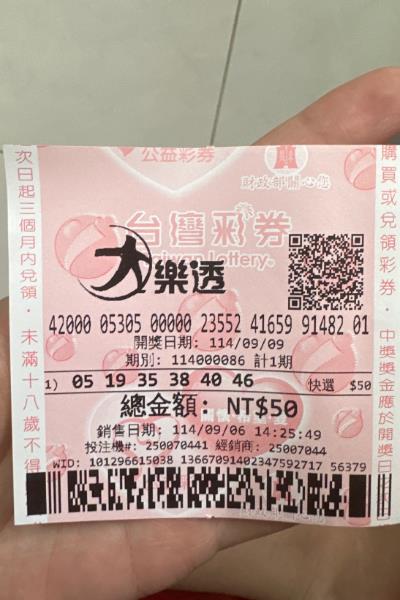 公益彩券
財政部關心您
台灣彩券
Taiwan Lottery.
大樂透
42000 05305 00000 23552 41659 91482 01
開獎日期: 114/09/09
期別: 114000086 計1期
1) 05 19 35 38 40 46 快選 $50
總金額: NT$50
銷售日期: 114/09/06 14:25:49
投注機#: 250070441 經銷商: 25007044
WID: 101296615038 13667091402347592717 56379
次日起三個月內兌領·未滿十八歲不得
購買或兌領彩券·中獎獎金應於開獎日